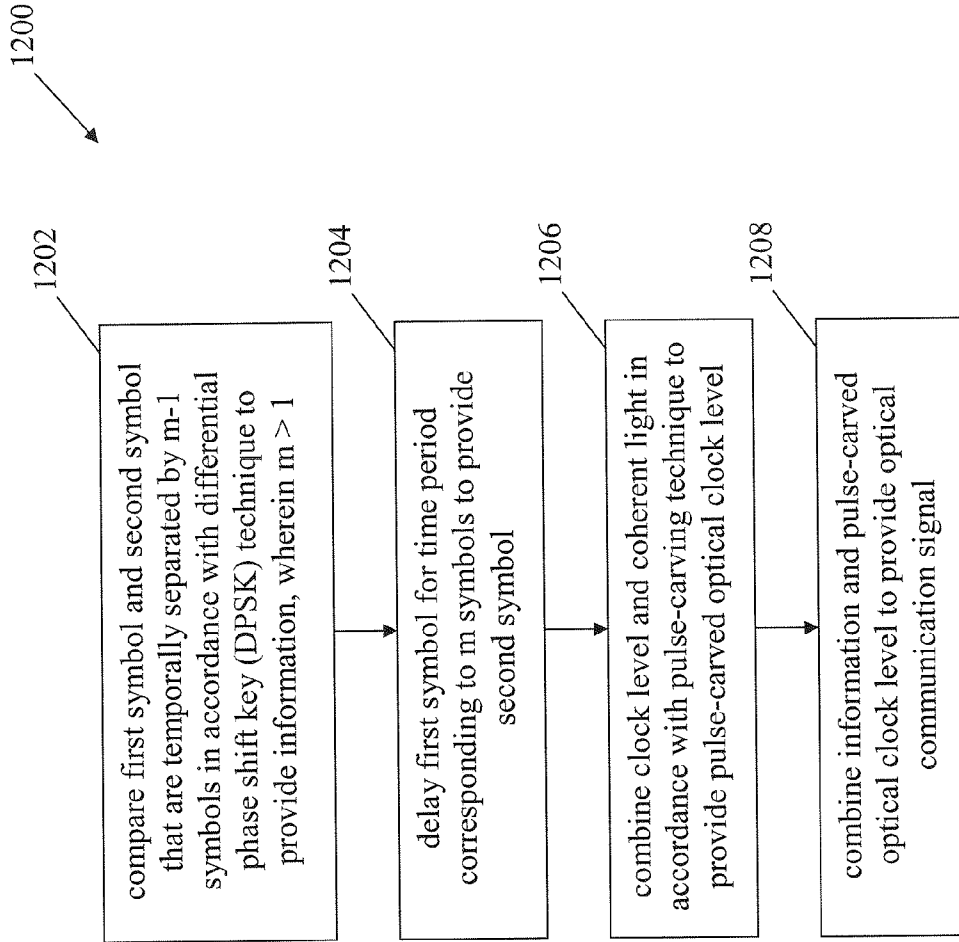 1200
1202
compare first symbol and second symbol
that are temporally separated by m-1
symbols in accordance with differential
phase shift key (DPSK) technique to
provide information, wherein m > 1
1204
delay first symbol for time period
corresponding to m symbols to provide
second symbol
1206
combine clock level and coherent light in
accordance with pulse-carving technique to
provide pulse-carved optical clock level
1208
combine information and pulse-carved
optical clock level to provide optical
communication signal